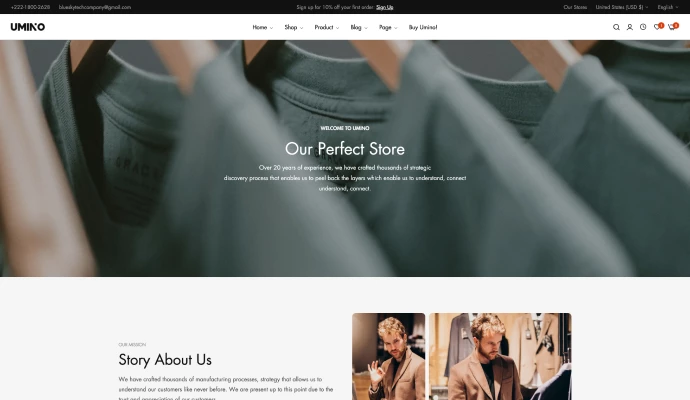 +222-1800-2628 blueskytechcompany@gmail.com Sign up for 10% off your first order. Sign Us Our Stores United States (USD $) English
UMINO Home Shop Product Blog Page Buy Umino!
WELCOME TO UMINO
Our Perfect Store
Over 20 years of experience, we have crafted thousands of strategic
discovery process that enables us to peel back the layers which enable us to understand, connect
understand, connect.
OUR MISSION
Story About Us
We have crafted thousands of manufacturing processes, strategy that allows us to
understand our customers like never before. We are present up to this point due to the
trust and appreciation of our customers